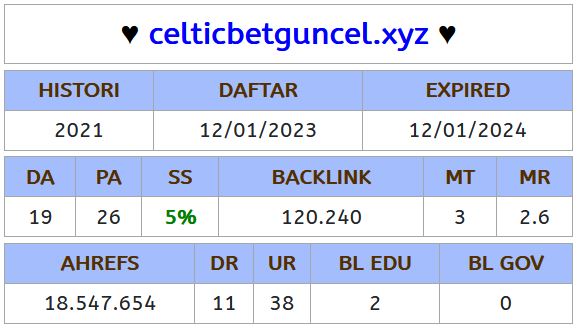 ♥ celticbetguncel.xyz ♥
HISTORI DAFTAR EXPIRED
2021 12/01/2023 12/01/2024
DA PA SS BACKLINK MT MR
19 26 5% 120.240 3 2.6
AHREFS DR UR BL EDU BL GOV
18.547.654 11 38 2 0